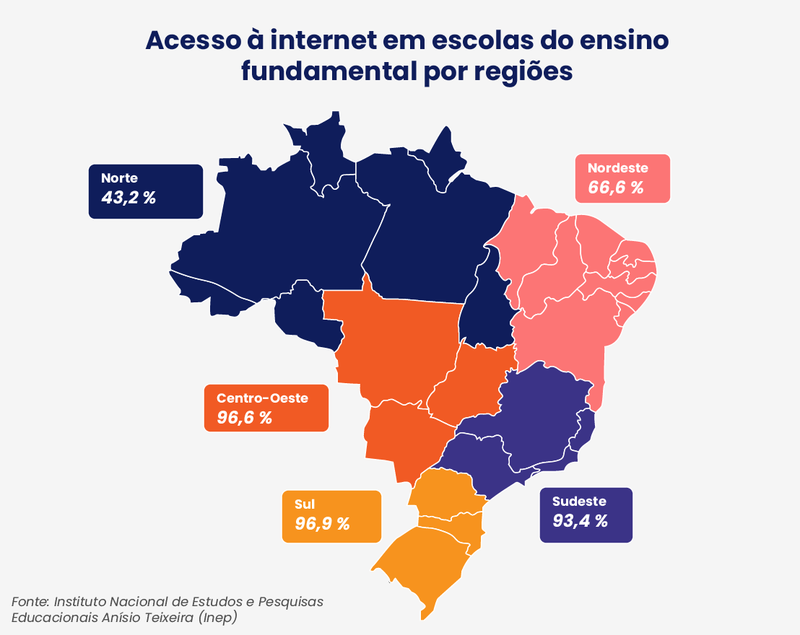 Acesso à internet em escolas do ensino
fundamental por regiões
Norte
43,2 %
Nordeste
66,6 %
Centro-Oeste
96,6 %
Sul
96,9 %
Sudeste
93,4 %
Fonte: Instituto Nacional de Estudos e Pesquisas
Educacionais Anísio Teixeira (Inep)